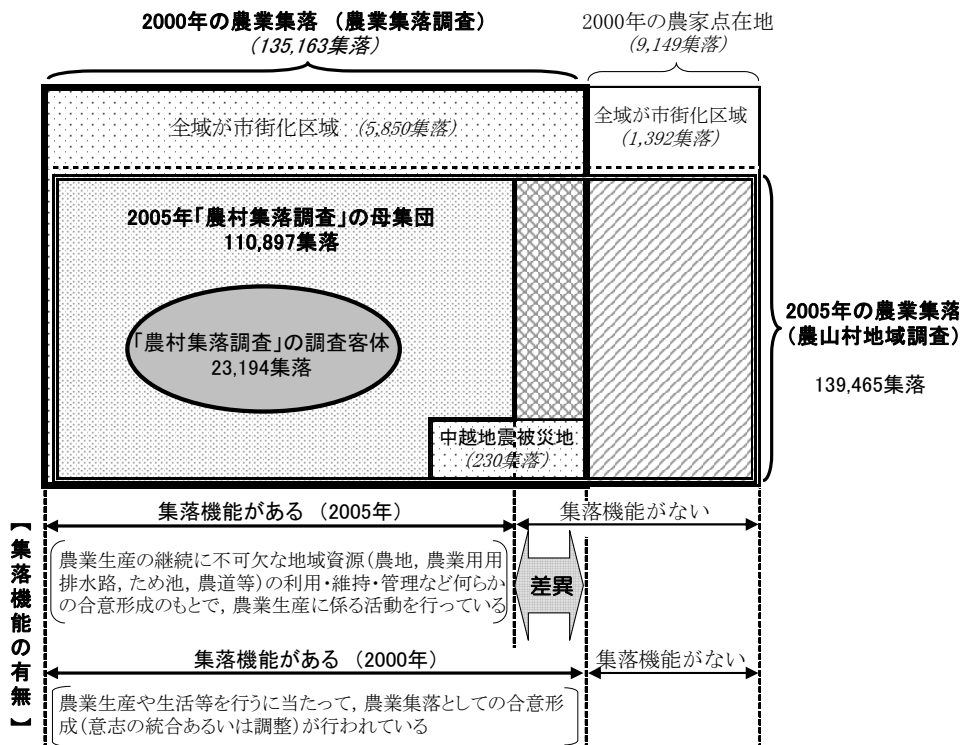 2000年の農業集落 (農業集落調査)
(135,163集落)
2000年の農家点在地
(9,149集落)
全域が市街化区域 (5,850集落)
全域が市街化区域
(1,392集落)
2005年「農村集落調査」の母集団
110,897集落
「農村集落調査」の調査客体
23,194集落
中越地震被災地
(230集落)
2005年の農業集落
(農山村地域調査)
139,465集落
【集落機能の有無】
集落機能がある (2005年)
集落機能がない
農業生産の継続に不可欠な地域資源(農地, 農業用用
排水路, ため池, 農道等)の利用・維持・管理など何らか
の合意形成のもとで, 農業生産に係る活動を行っている
差異
集落機能がある (2000年)
集落機能がない
農業生産や生活等を行うに当たって, 農業集落としての合意形
成(意志の統合あるいは調整)が行われている